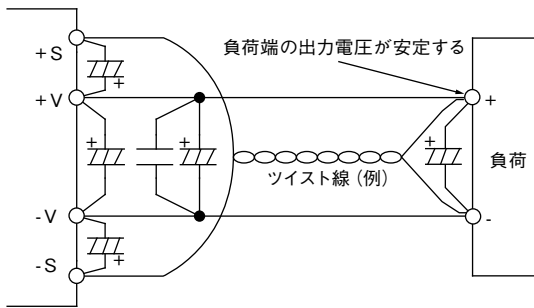 負荷端の出力電圧が安定する
+S
+
+V
+
+
+
+
負荷
ツイスト線（例）
-V
-
+
-S